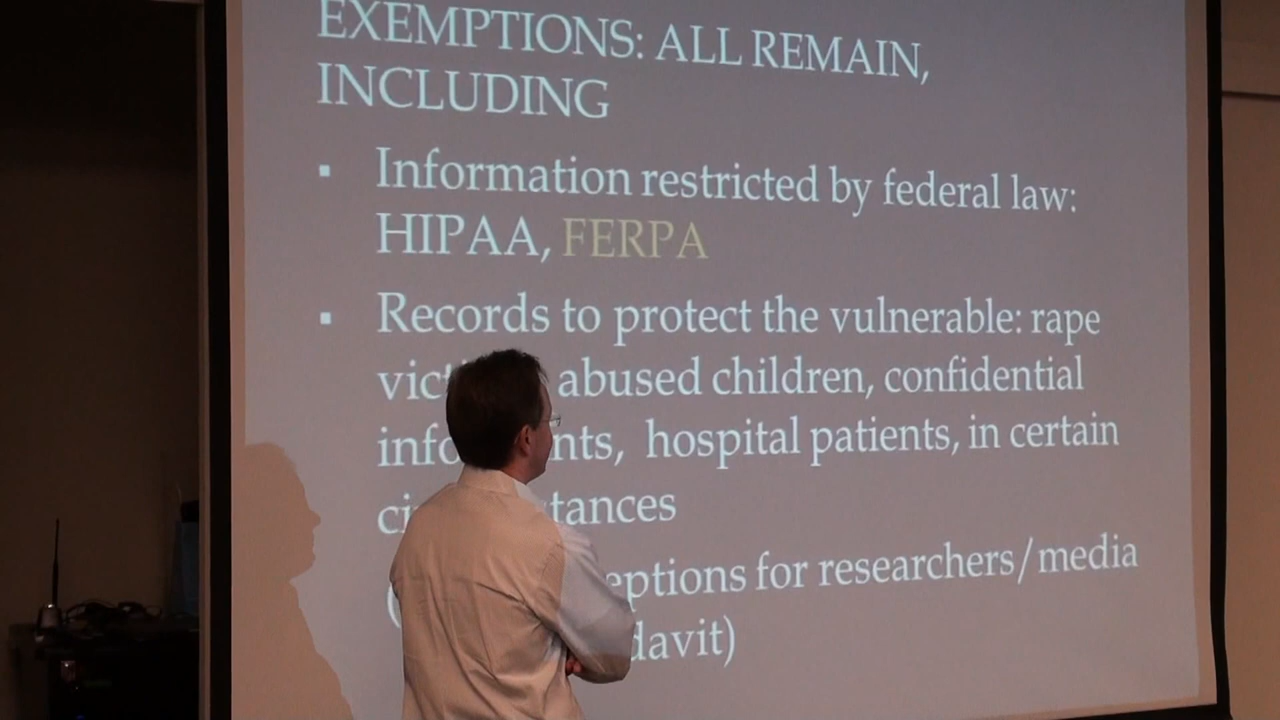 EXEMPTIONS: ALL REMAIN,
INCLUDING
▪ Information restricted by federal law:
HIPAA, FERPA
▪ Records to protect the vulnerable: rape
abused children, confidential
hospital patients, in certain
for researchers/media